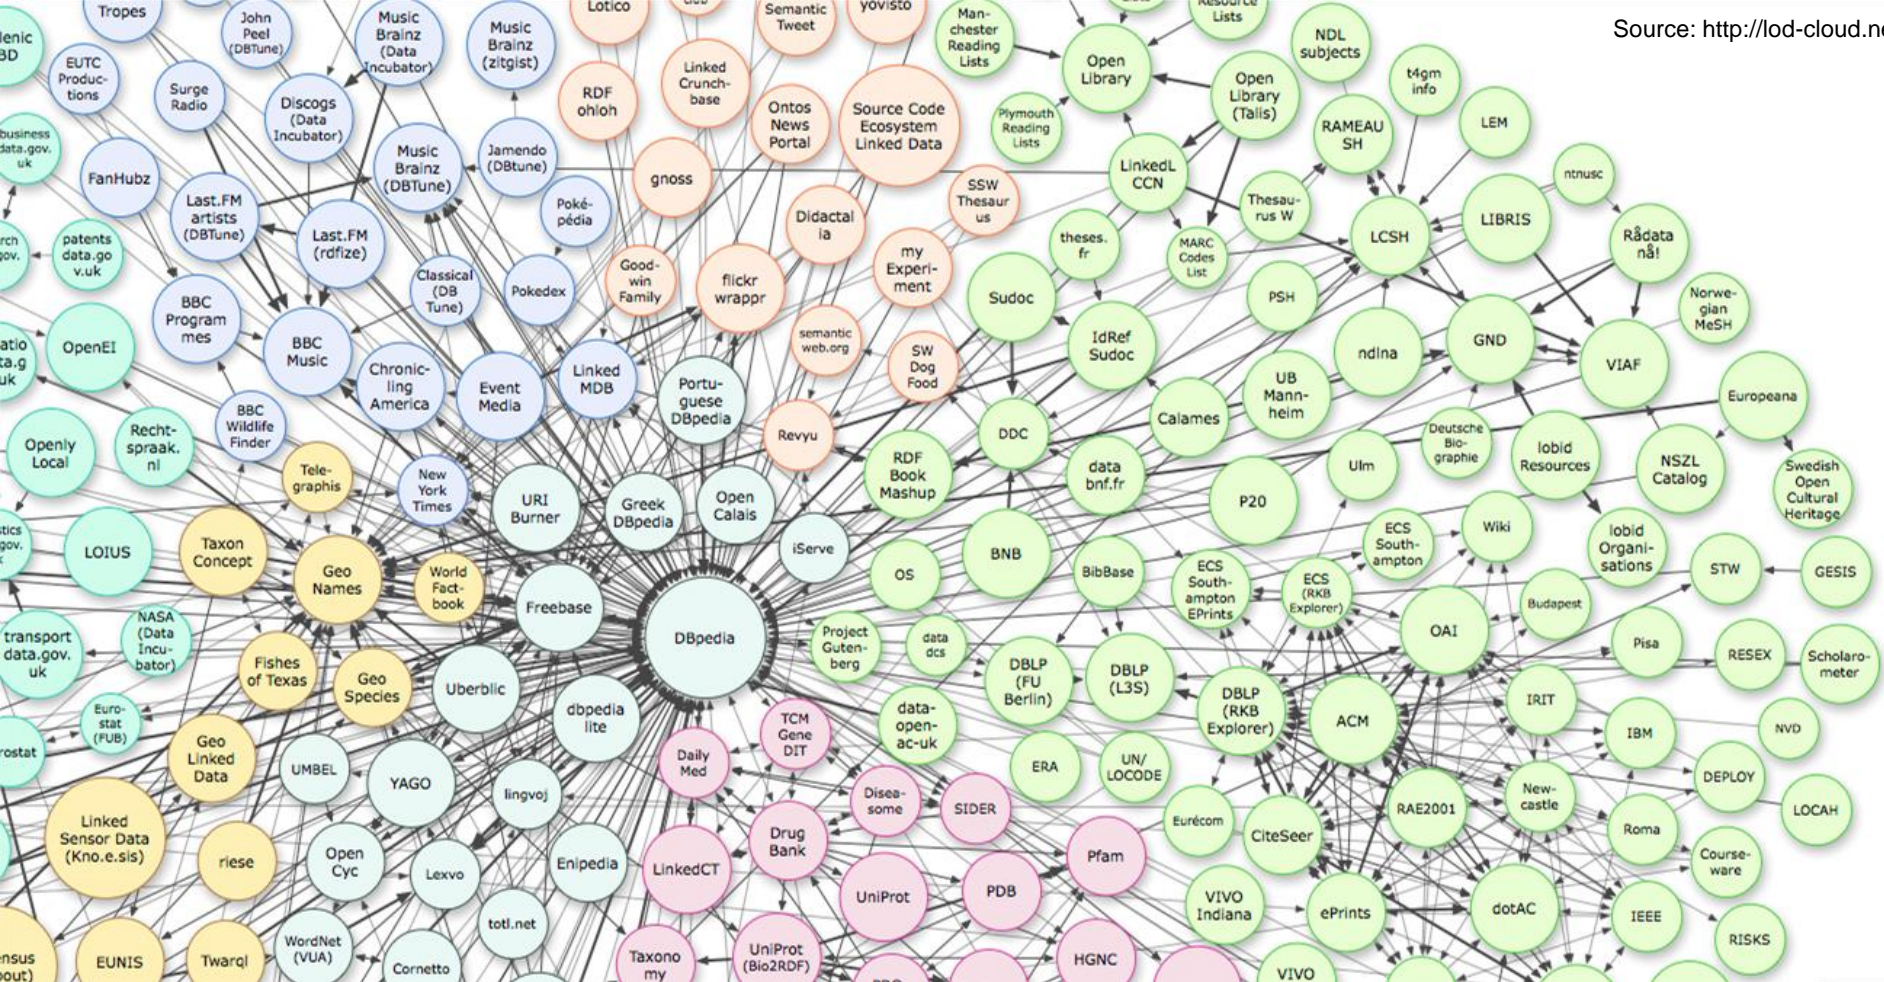 Source: http://lod-cloud.ne
Tropes
John
Peel
(DBTune)
Music
Brainz
(Data
Incubator)
Music
Brainz
(zitgist)
Lotico
Semantic
Tweet
yovisto
Man-
chester
Reading
Lists
Resource
Lists
NDL
subjects
EUTC
Produc-
tions
Surge
Radio
Discogs
(Data
Incubator)
RDF
ohloh
Linked
Crunch-
base
Ontos
News
Portal
Source Code
Ecosystem
Linked Data
Open
Library
Open
Library
(Talis)
t4gm
info
Plymouth
Reading
Lists
RAMEAU
SH
LEM
business
data.gov.
uk
FanHubz
Music
Brainz
(DBTune)
Jamendo
(DBtune)
gnoss
LinkedL
CCN
ntnusc
Last.FM
artists
(DBTune)
Poké-
pédia
SSW
Thesaur
us
Thesau-
rus W
LIBRIS
patents
data.go
v.uk
Last.FM
(rdfize)
Didactal
ia
theses.
fr
MARC
Codes
List
LCSH
Rådata
nå!
Classical
(DB
Tune)
Pokedex
Good-
win
Family
flickr
wrappr
my
Experi-
ment
Sudoc
PSH
Norwe-
gian
MeSH
BBC
Program
mes
OpenEI
BBC
Music
semantic
web.org
IdRef
Sudoc
ndlna
GND
VIAF
Chronic-
ling
America
Event
Media
Linked
MDB
Portu-
guese
DBpedia
SW
Dog
Food
UB
Mann-
heim
Europeana
BBC
Wildlife
Finder
Revyu
DDC
Calames
Deutsche
Bio-
graphie
lobid
Resources
Openly
Local
Recht-
spraak.
nl
Tele-
graphis
New
York
Times
URI
Burner
Greek
DBpedia
Open
Calais
RDF
Book
Mashup
data
bnf.fr
P20
Ulm
NSZL
Catalog
Swedish
Open
Cultural
Heritage
LOIUS
Taxon
Concept
Geo
Names
World
Fact-
book
Freebase
iServe
OS
BNB
BibBase
ECS
South-
ampton
EPrints
ECS
(RKB
Explorer)
ECS
South-
ampton
Wiki
lobid
Organi-
sations
STW
GESIS
transport
data.gov.
uk
NASA
(Data
Incu-
bator)
Fishes
of Texas
Geo
Species
Uberblic
DBpedia
Project
Guten-
berg
data
dcs
DBLP
(FU
Berlin)
DBLP
(L3S)
OAI
Budapest
Pisa
RESEX
Scholaro-
meter
Euro-
stat
(FUB)
dbpedia
lite
data-
open-
ac-uk
DBLP
(RKB
Explorer)
ACM
IRIT
IBM
NVD
Geo
Linked
Data
UMBEL
YAGO
lingvoj
Daily
Med
TCM
Gene
DIT
ERA
UN/
LOCODE
DEPLOY
Linked
Sensor Data
(Kno.e.sis)
riese
Open
Cyc
Lexvo
Enipedia
LinkedCT
Drug
Bank
Disea-
some
SIDER
Pfam
Eurécom
CiteSeer
RAE2001
New-
castle
Roma
LOCAH
Course-
ware
totl.net
UniProt
PDB
VIVO
Indiana
ePrints
dotAC
IEEE
RISKS
EUNIS
Twarql
WordNet
(VUA)
Cornetto
Taxono
my
UniProt
(Bio2RDF)
HGNC
VIVO